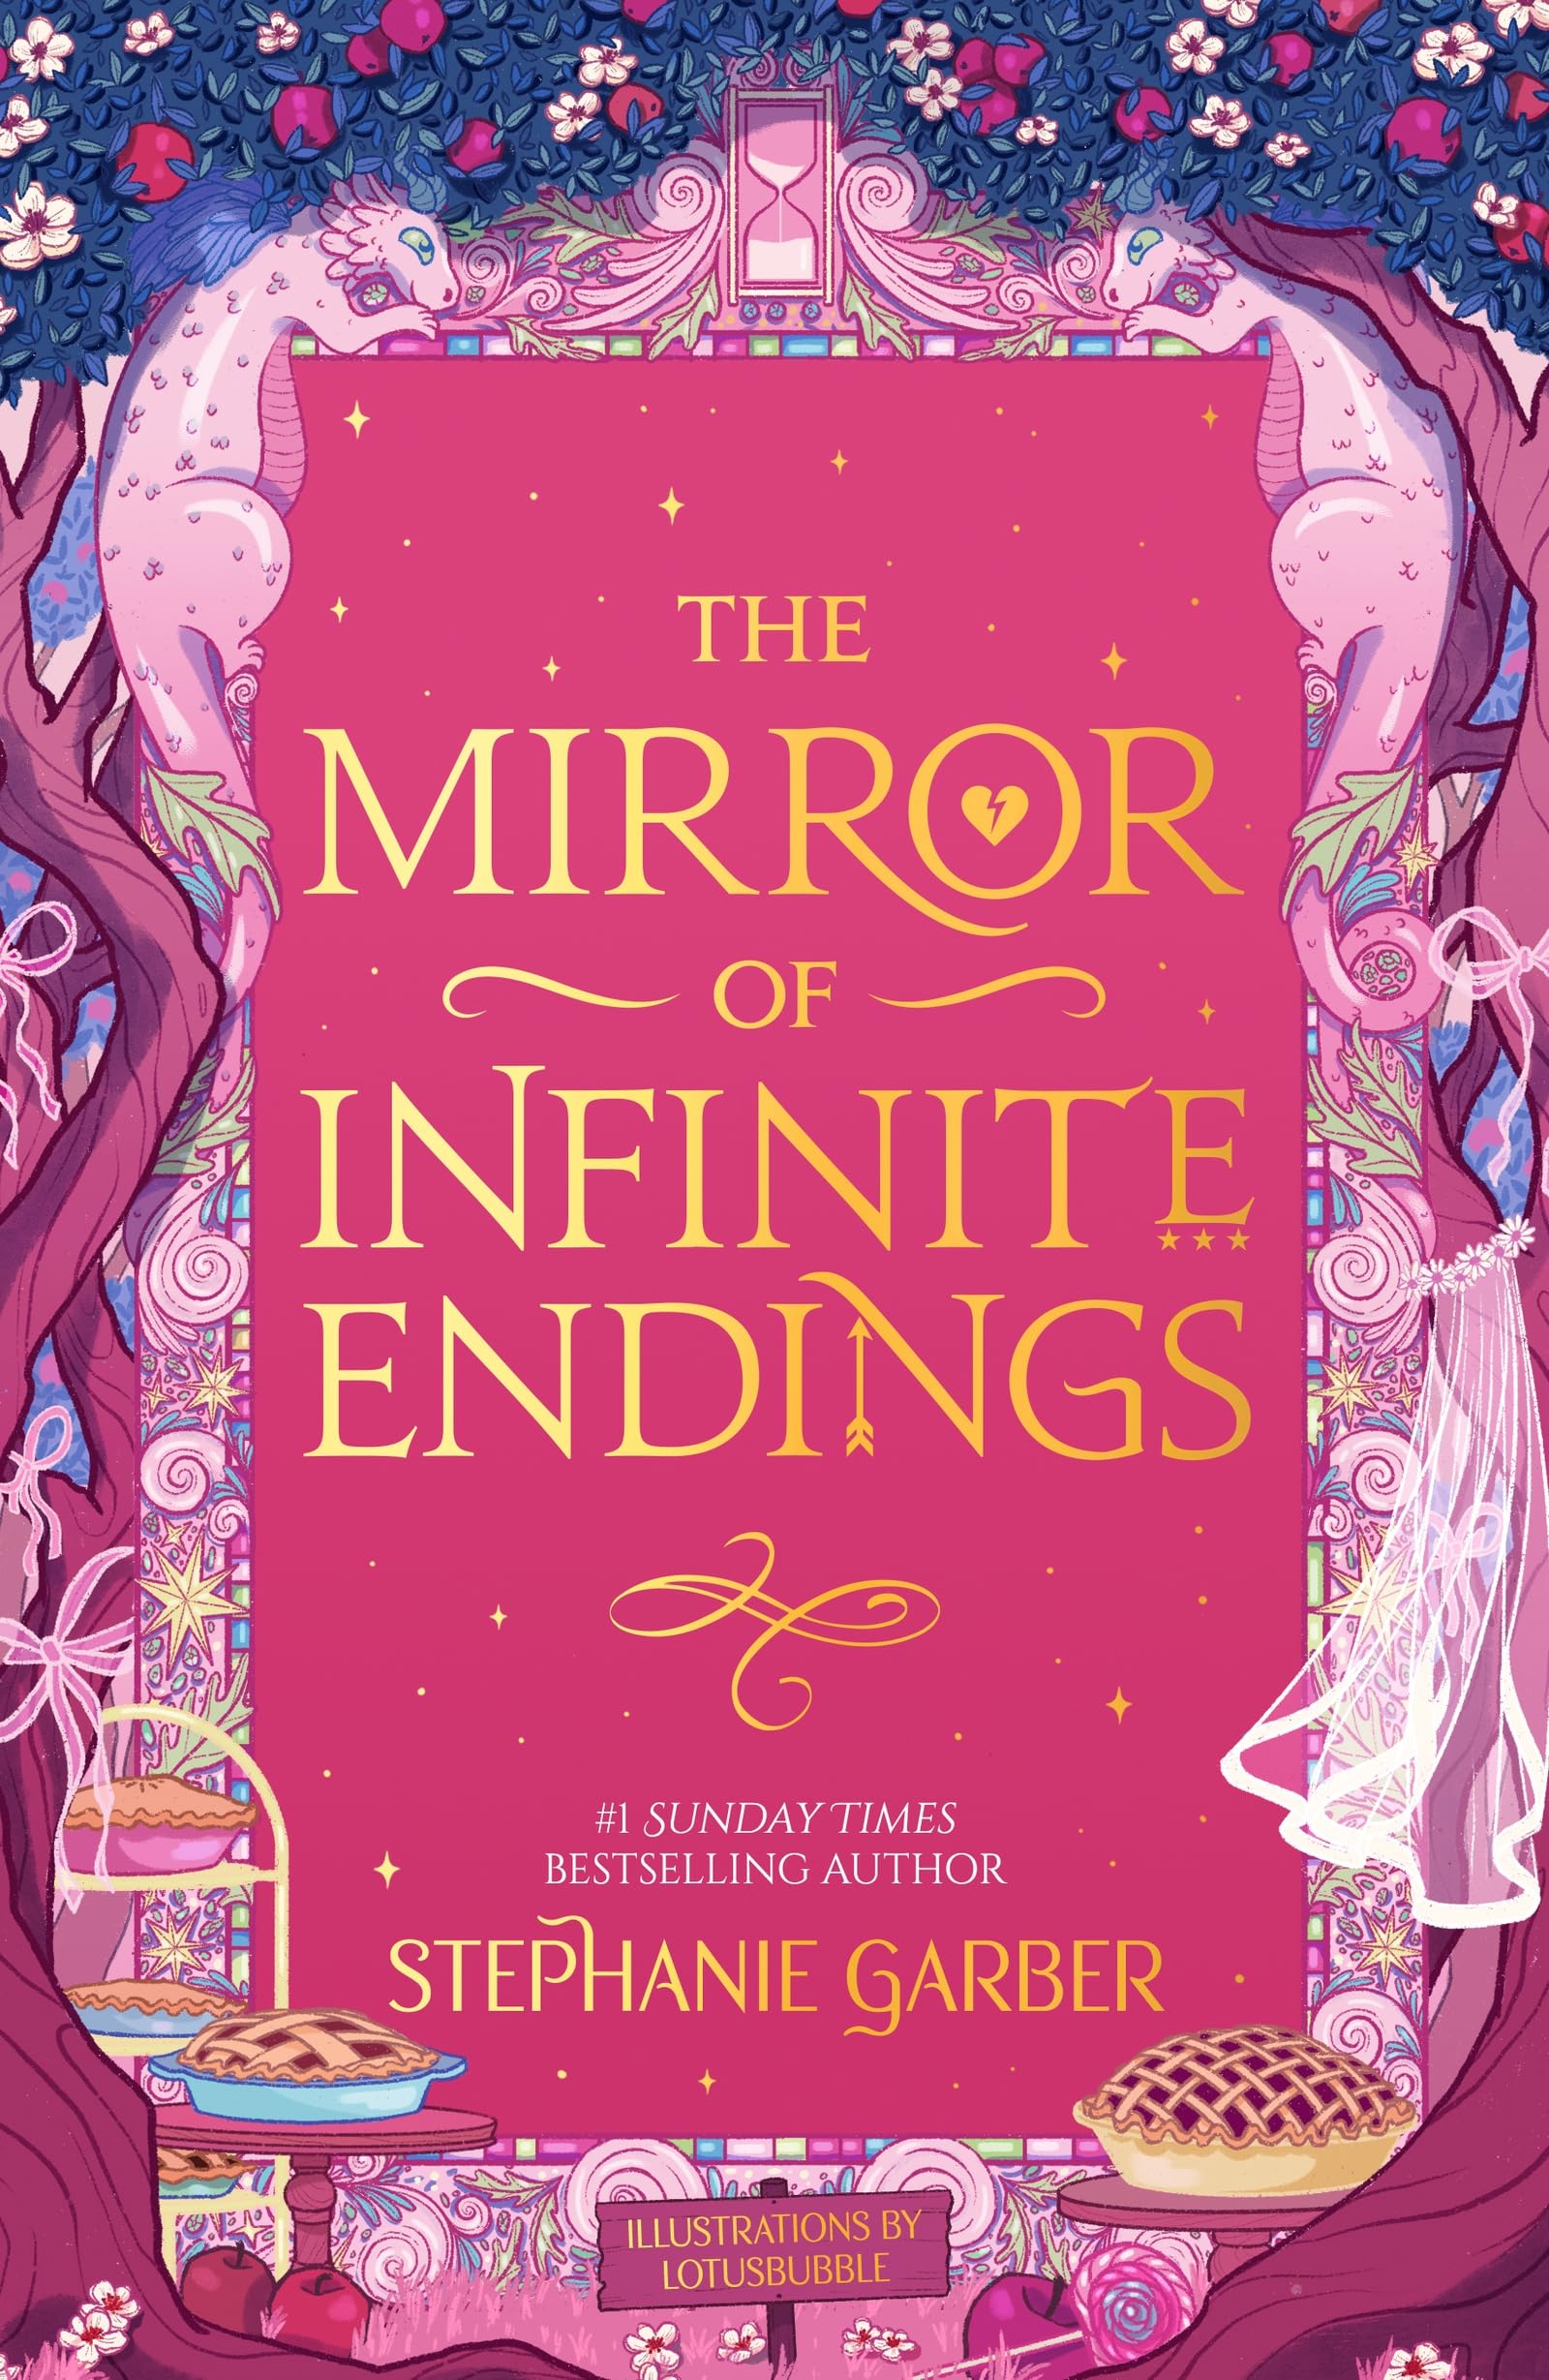 THE
MIRROR
OF
INFINITE
ENDINGS
#1 SUNDAY TIMES
BESTSELLING AUTHOR
STEPHANIE GARBER
ILLUSTRATIONS BY
LOTUSBUBBLE